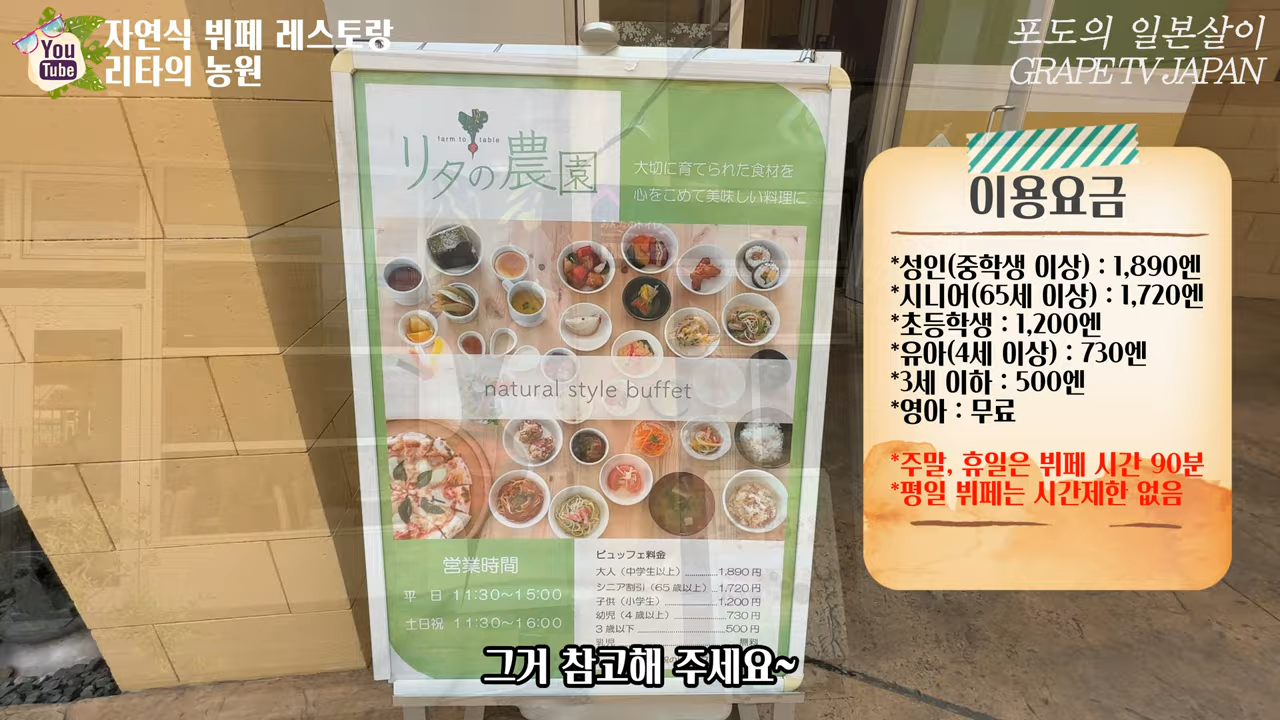 You
Tube
자연식 뷔페 레스토랑
리타의 농원
포도의 일본살이
GRAPE TV JAPAN
farm to table
リタの農園
大切に育てられた食材を
心をこめて美味しい料理に
natural style buffet
営業時間
平 日 11:30~15:00
土日祝 11:30~16:00
ビュッフェ料金
大人(中学生以上)1,890円
シニア割引(65歳以上)1,720円
子供(小学生)1,200円
幼児(4歳以上)730円
3歳以下500円
乳児 無料
이용요금
*성인(중학생 이상) : 1,890엔
*시니어(65세 이상) : 1,720엔
*초등학생 : 1,200엔
*유아(4세 이상) : 730엔
*3세 이하 : 500엔
*영아 : 무료
*주말, 휴일은 뷔페 시간 90분
*평일 뷔페는 시간제한 없음
그거 참고해 주세요~